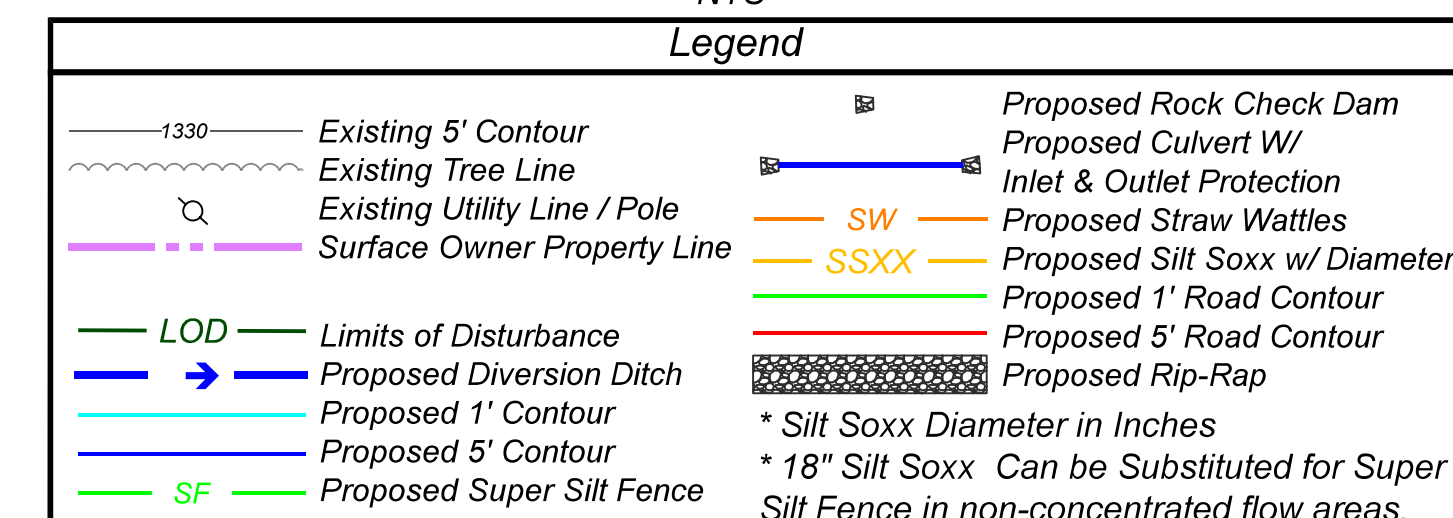 NTS
Legend
1330 Existing 5' Contour
Existing Tree Line
Existing Utility Line / Pole
Surface Owner Property Line
LOD Limits of Disturbance
Proposed Diversion Ditch
Proposed 1' Contour
Proposed 5' Contour
SF Proposed Super Silt Fence
Proposed Rock Check Dam
Proposed Culvert W/
Inlet & Outlet Protection
SW Proposed Straw Wattles
SSXX Proposed Silt Soxx w/ Diameter
Proposed 1' Road Contour
Proposed 5' Road Contour
Proposed Rip-Rap
* Silt Soxx Diameter in Inches
* 18" Silt Soxx Can be Substituted for Super
Silt Fence in non-concentrated flow areas.